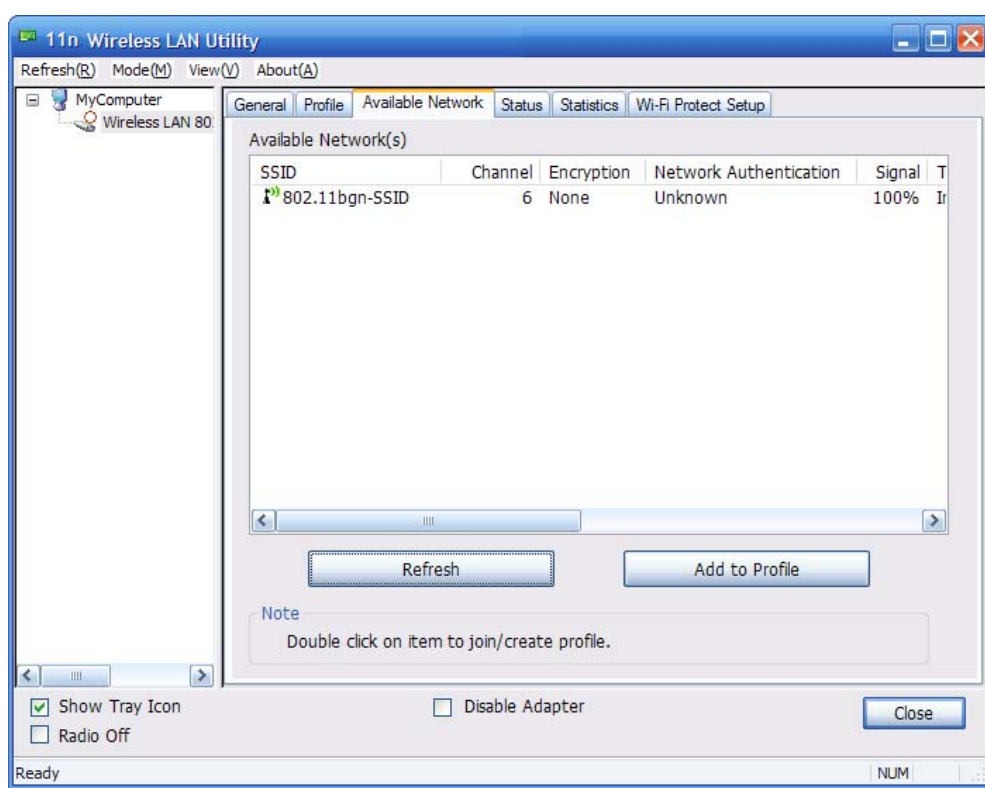 11n Wireless LAN Utility
Refresh(R) Mode(M) View(V) About(A)
MyComputer
Wireless LAN 80
General Profile Available Network Status Statistics Wi-Fi Protect Setup
Available Network(s)
SSID Channel Encryption Network Authentication Signal T
802.11bgn-SSID 6 None Unknown 100%
Refresh Add to Profile
Note
Double click on item to join/create profile.
Show Tray Icon Disable Adapter Close
Radio Off
Ready NUM